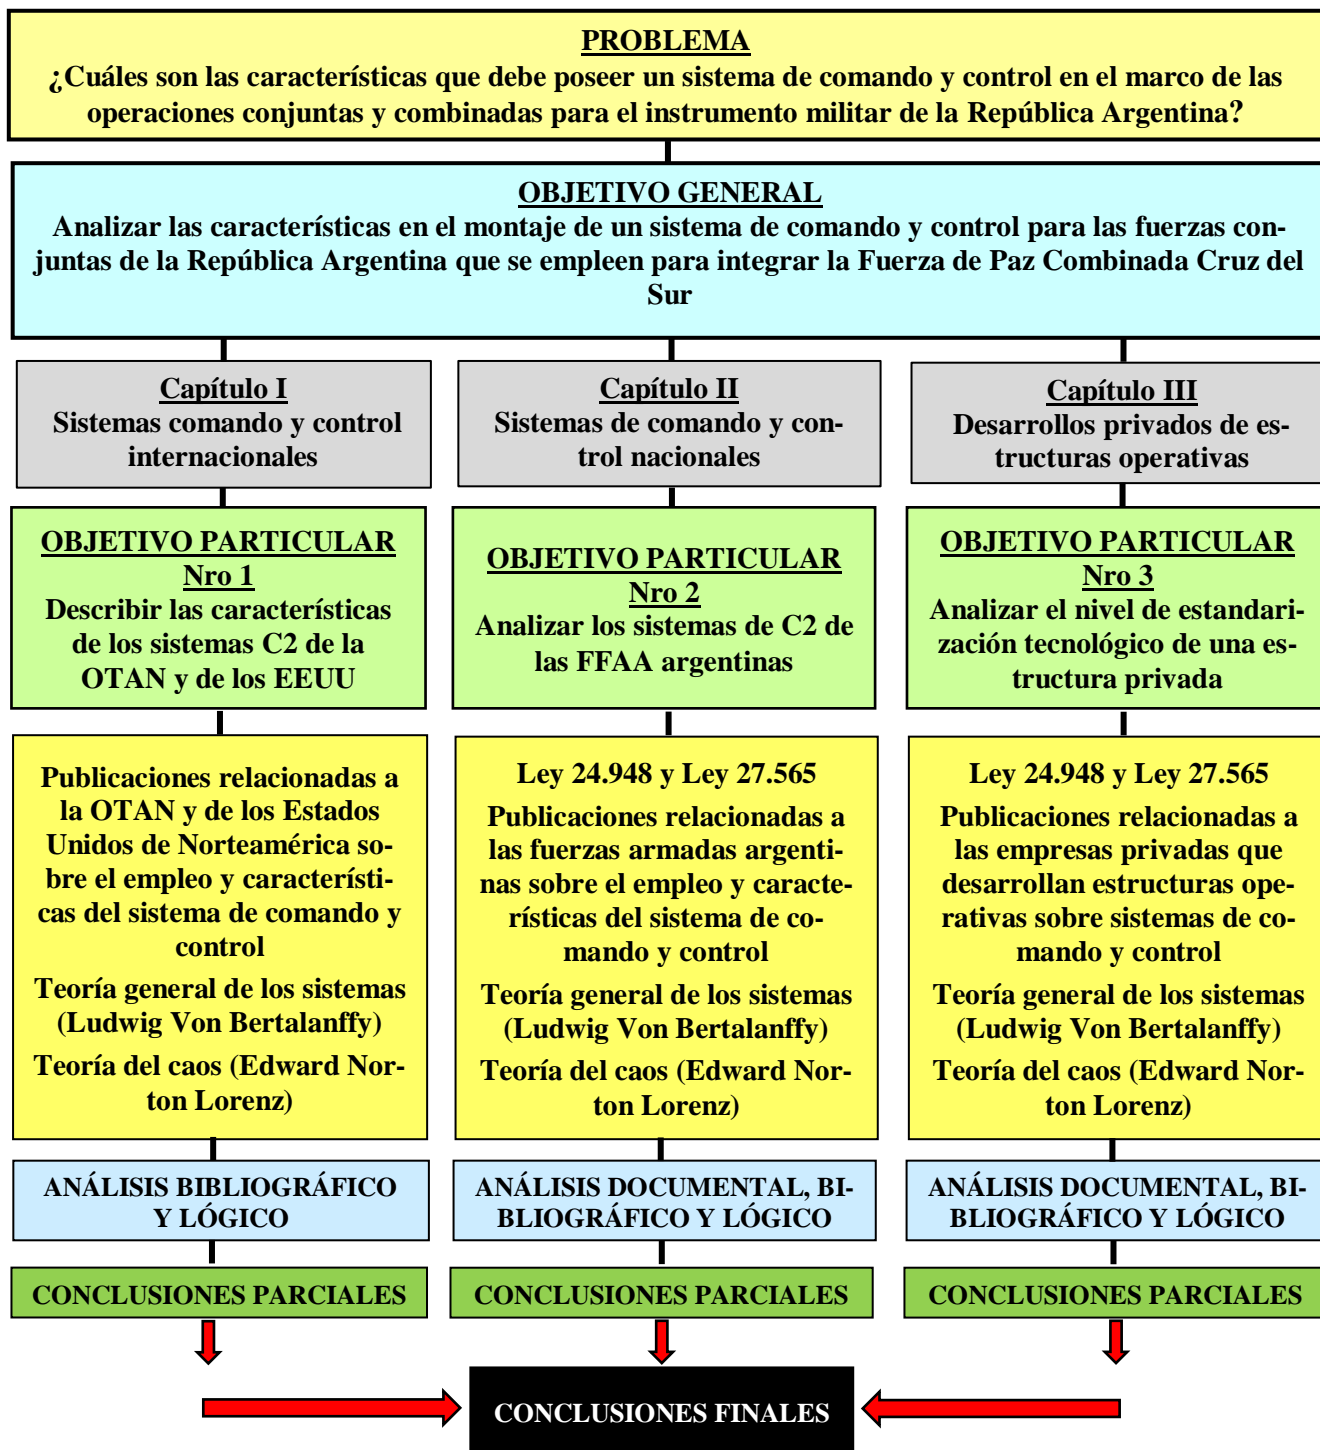 PROBLEMA
¿Cuáles son las características que debe poseer un sistema de comando y control en el marco de las
operaciones conjuntas y combinadas para el instrumento militar de la República Argentina?
OBJETIVO GENERAL
Analizar las características en el montaje de un sistema de comando y control para las fuerzas con-
juntas de la República Argentina que se empleen para integrar la Fuerza de Paz Combinada Cruz del
Sur
Capítulo I
Sistemas comando y control
internacionales
Capítulo II
Sistemas de comando y con-
trol nacionales
Capítulo III
Desarrollos privados de es-
tructuras operativas
OBJETIVO PARTICULAR
Nro 1
Describir las características
de los sistemas C2 de la
OTAN y de los EEUU
OBJETIVO PARTICULAR
Nro 2
Analizar los sistemas de C2 de
las FFAA argentinas
OBJETIVO PARTICULAR
Nro 3
Analizar el nivel de estandari-
zación tecnológico de una es-
tructura privada
Publicaciones relacionadas a
la OTAN y de los Estados
Unidos de Norteamérica so-
bre el empleo y característi-
cas del sistema de comando y
control
Teoría general de los sistemas
(Ludwig Von Bertalanffy)
Teoría del caos (Edward Nor-
ton Lorenz)
Ley 24.948 y Ley 27.565
Publicaciones relacionadas a
las fuerzas armadas argenti-
nas sobre el empleo y caracte-
rísticas del sistema de co-
mando y control
Teoría general de los sistemas
(Ludwig Von Bertalanffy)
Teoría del caos (Edward Nor-
ton Lorenz)
Ley 24.948 y Ley 27.565
Publicaciones relacionadas a
las empresas privadas que
desarrollan estructuras ope-
rativas sobre sistemas de co-
mando y control
Teoría general de los sistemas
(Ludwig Von Bertalanffy)
Teoría del caos (Edward Nor-
ton Lorenz)
ANÁLISIS BIBLIOGRÁFICO
Y LÓGICO
ANÁLISIS DOCUMENTAL, BI-
BLIOGRÁFICO Y LÓGICO
ANÁLISIS DOCUMENTAL, BI-
BLIOGRÁFICO Y LÓGICO
CONCLUSIONES PARCIALES
CONCLUSIONES PARCIALES
CONCLUSIONES PARCIALES
CONCLUSIONES FINALES